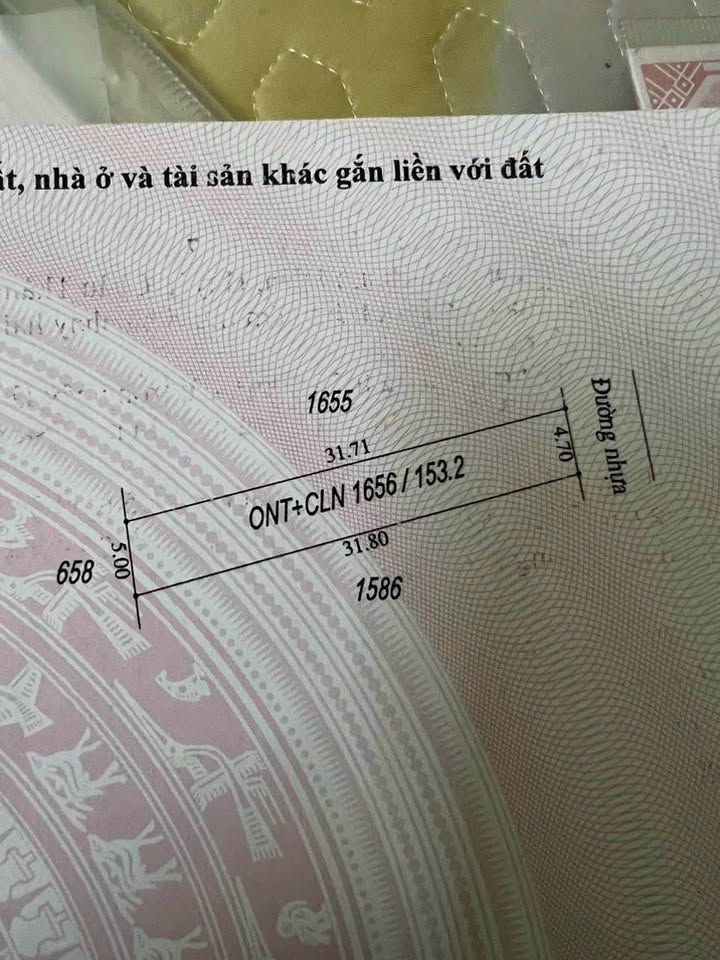 ất, nhà ở và tài sản khác gắn liền với đất
1655
Đường nhựa
31.71
4.70
ONT+CLN 1656 / 153.2
31.80
5.00
658
1586